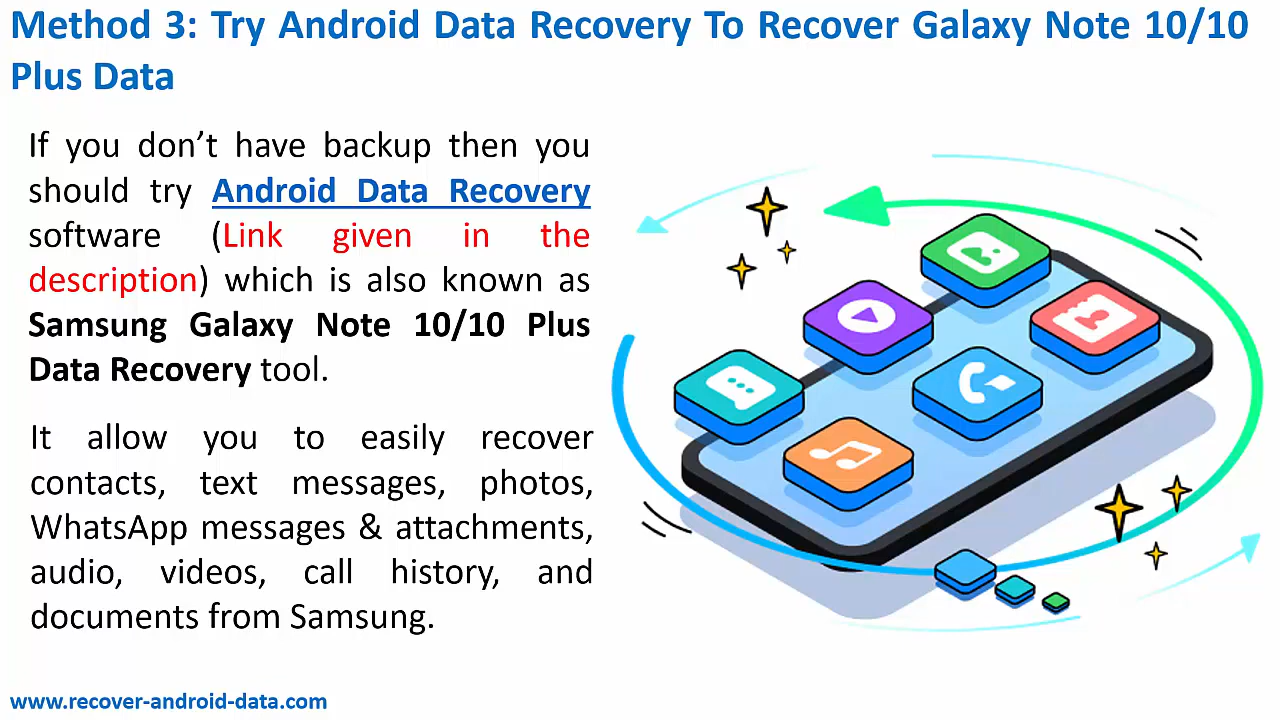 Method 3: Try Android Data Recovery To Recover Galaxy Note 10/10
Plus Data
If you don’t have backup then you
should try Android Data Recovery
software (Link given in the
description) which is also known as
Samsung Galaxy Note 10/10 Plus
Data Recovery tool.
It allow you to easily recover
contacts, text messages, photos,
WhatsApp messages & attachments,
audio, videos, call history, and
documents from Samsung.
www.recover-android-data.com